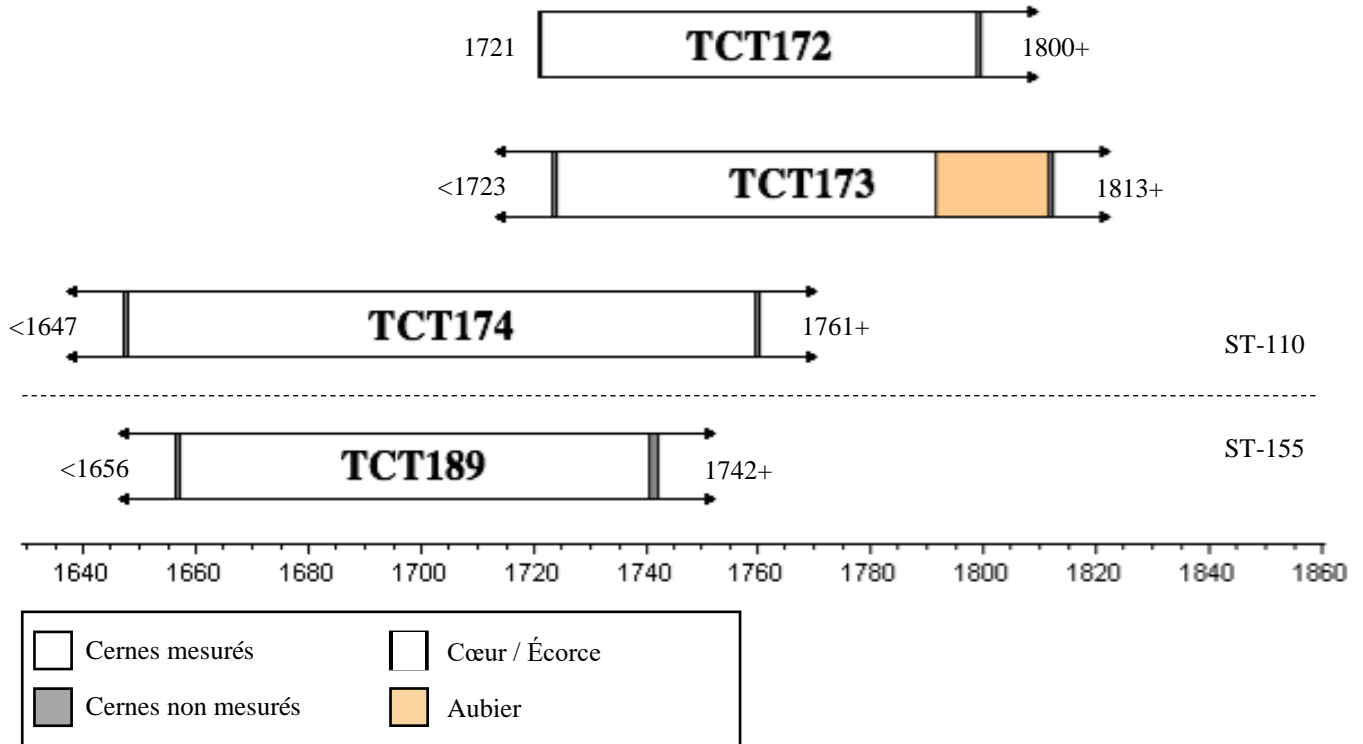 1721 TCT172 1800+
<1723 TCT173 1813+
<1647 TCT174 1761+
ST-110
ST-155
<1656 TCT189 1742+
1640 1660 1680 1700 1720 1740 1760 1780 1800 1820 1840 1860
Cernes mesurés Cœur / Écorce
Cernes non mesurés Aubier